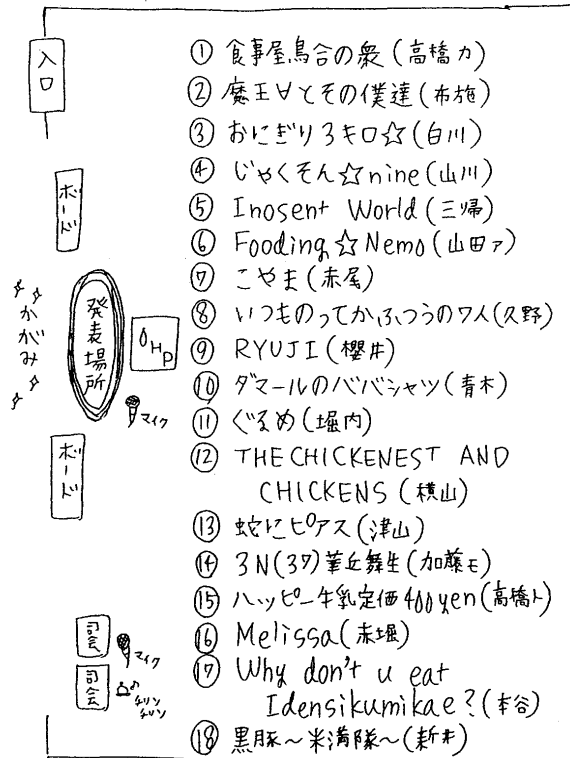 入口
ボード
かがみ
発表場所
OHP
マイク
ボード
司会
マイク
司会
チリン
チリン
① 食事屋鳥合の衆(高橋カ)
② 魔王∀とその僕達(布施)
③ おにぎり3キロ☆(白川)
④ じゃくそん☆nine(山川)
⑤ Inosent World(三帰)
⑥ Fooding☆Nemo(山田ァ)
⑦ こやま(赤尾)
⑧ いつものってかふつうの7人(久野)
⑨ RYUJI(櫻井)
⑩ ダマールのババシャツ(青木)
⑪ ぐるめ(堀内)
⑫ THE CHICKENEST AND
CHICKENS(横山)
⑬ 蛇にピアス(津山)
⑭ 3N(37)華丘舞生(加藤モ)
⑮ ハッピー牛乳定価400yen(高橋ト)
⑯ Melissa(赤堀)
⑰ Why don't u eat
Idensikumikae?(本谷)
⑱ 黒豚~米満隊~(新井)